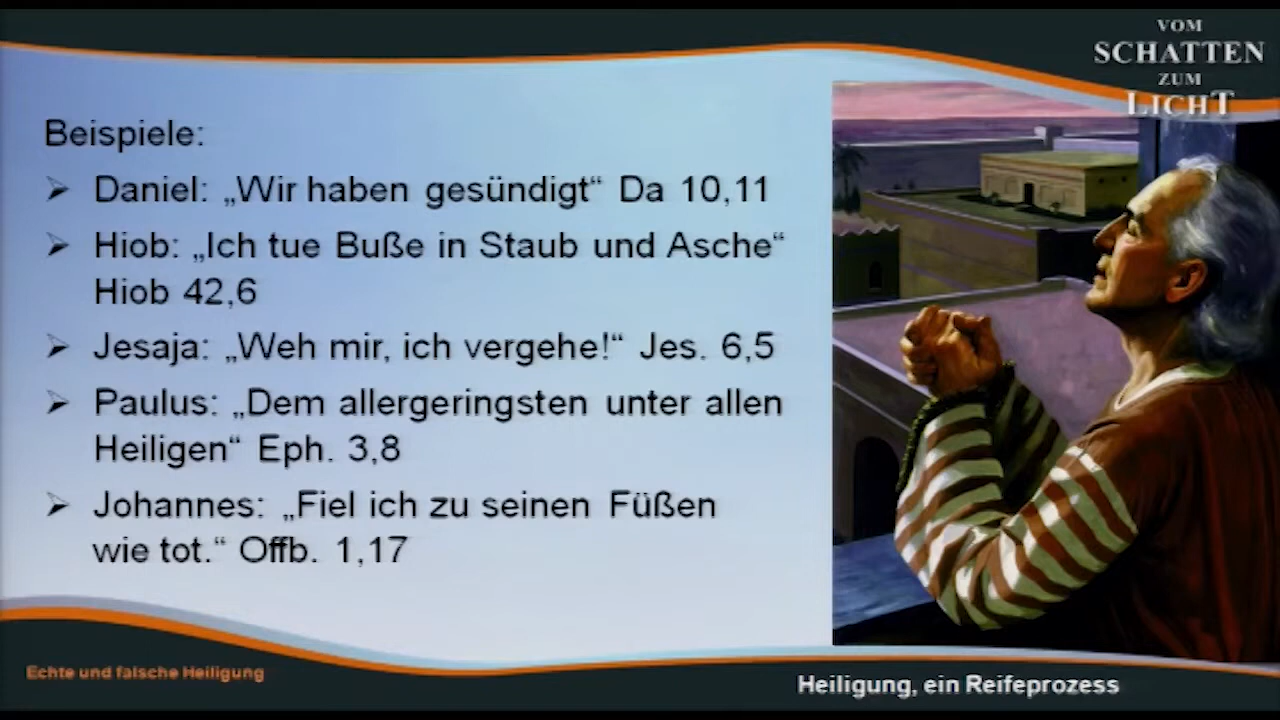 VOM
SCHATTEN
ZUM
LICHT
Beispiele:
Daniel: „Wir haben gesündigt“ Da 10,11
Hiob: „Ich tue Buße in Staub und Asche“
Hiob 42,6
Jesaja: „Weh mir, ich vergehe!“ Jes. 6,5
Paulus: „Dem allergeringsten unter allen
Heiligen“ Eph. 3,8
Johannes: „Fiel ich zu seinen Füßen
wie tot.“ Offb. 1,17
Echte und falsche Heiligung
Heiligung, ein Reifeprozess